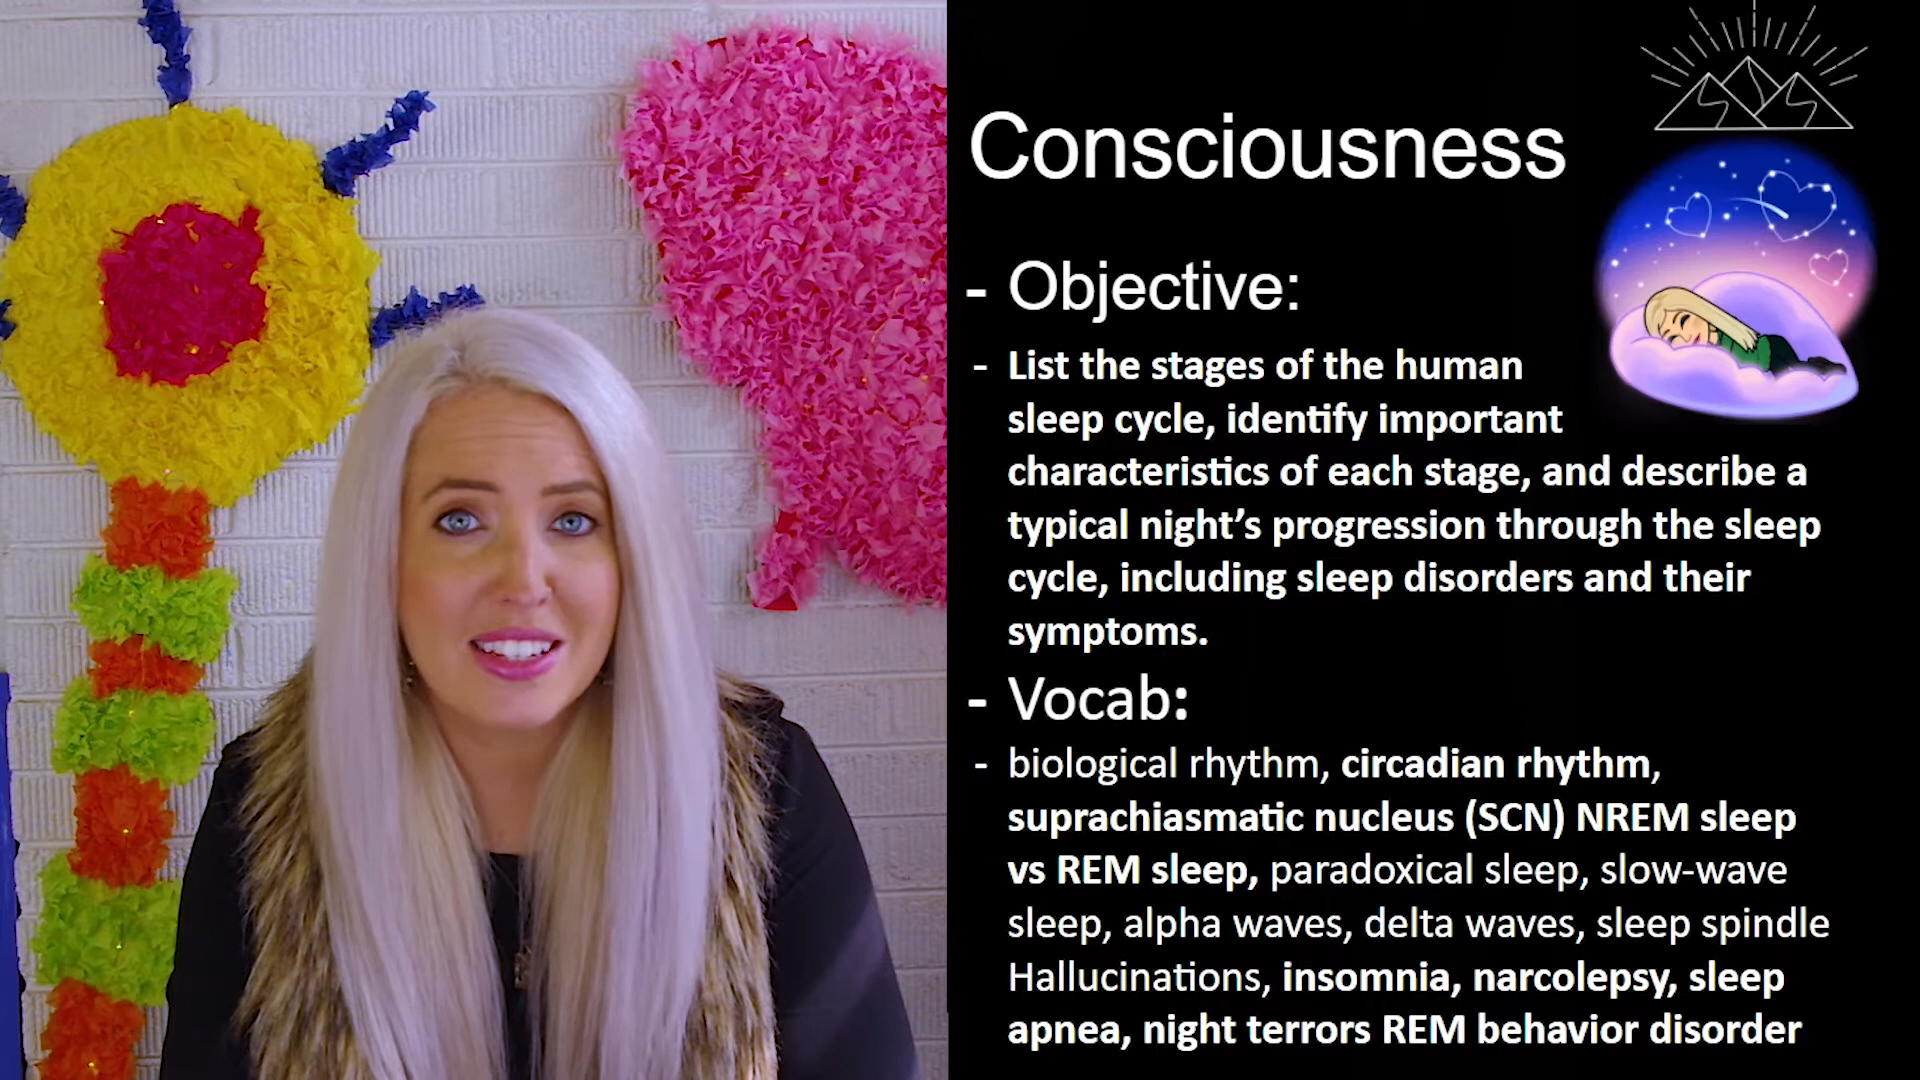 Consciousness
- Objective:
- List the stages of the human
sleep cycle, identify important
characteristics of each stage, and describe a
typical night’s progression through the sleep
cycle, including sleep disorders and their
symptoms.
- Vocab:
- biological rhythm, circadian rhythm,
suprachiasmatic nucleus (SCN) NREM sleep
vs REM sleep, paradoxical sleep, slow-wave
sleep, alpha waves, delta waves, sleep spindle
Hallucinations, insomnia, narcolepsy, sleep
apnea, night terrors REM behavior disorder